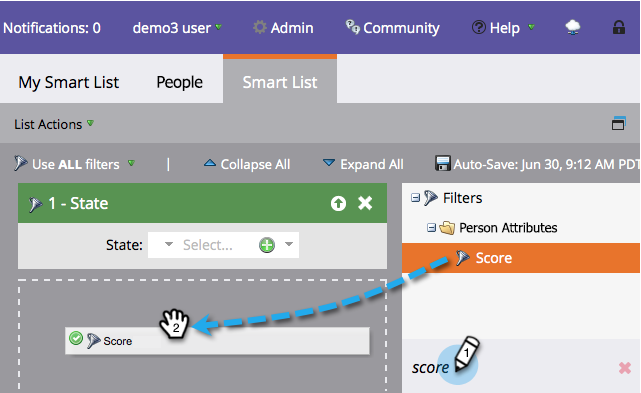 Notifications: 0 demo3 user Admin Community Help
My Smart List People Smart List
List Actions
Use ALL filters | Collapse All Expand All Auto-Save: Jun 30, 9:12 AM PDT
1 - State
State: Select...
Filters
Person Attributes
Score
2
Score
1
score